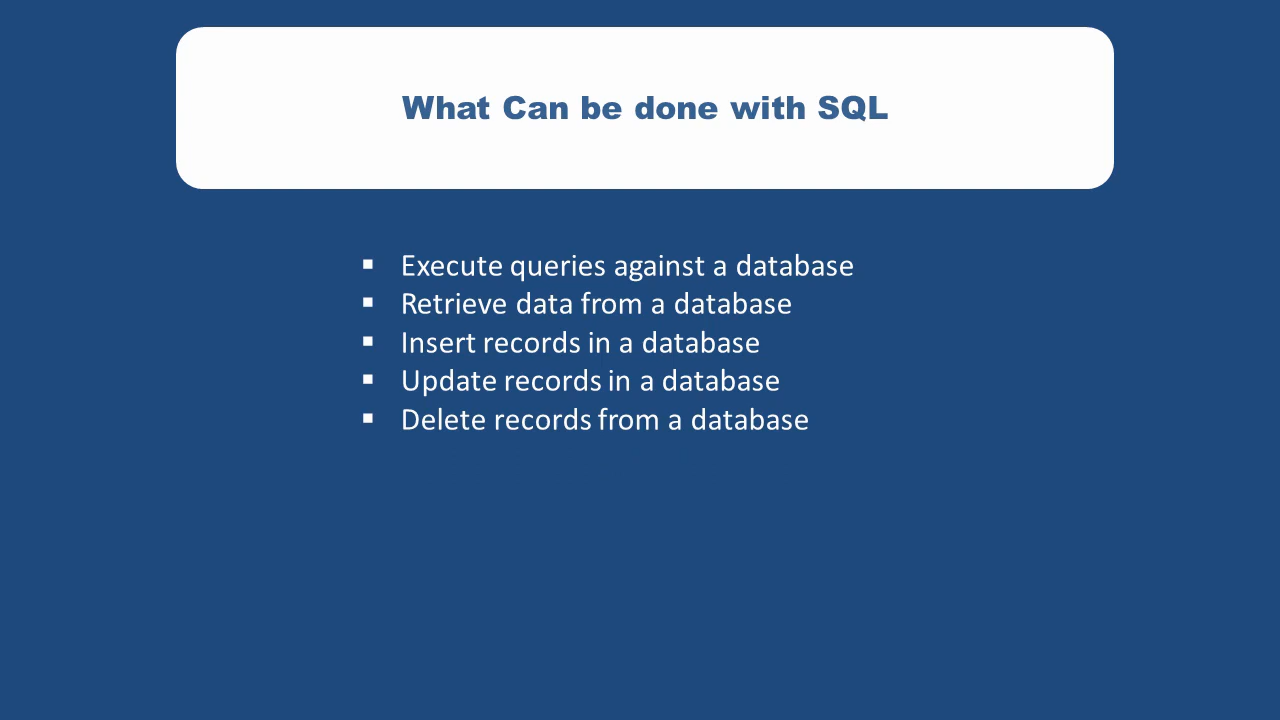 What Can be done with SQL
▪ Execute queries against a database
▪ Retrieve data from a database
▪ Insert records in a database
▪ Update records in a database
▪ Delete records from a database